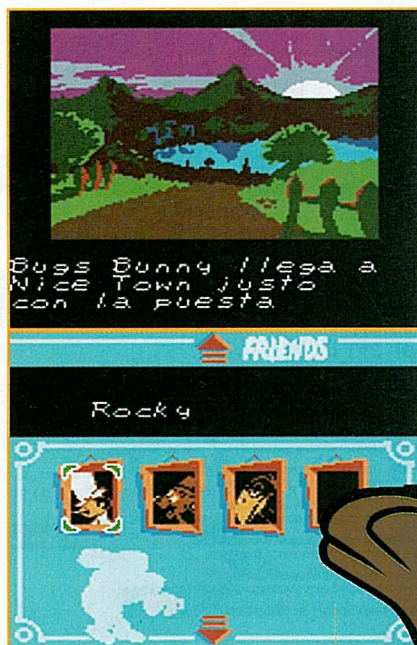 Bugs Bunny llega a
Nice Town justo
con la puesta
FRIENDS
Rocky